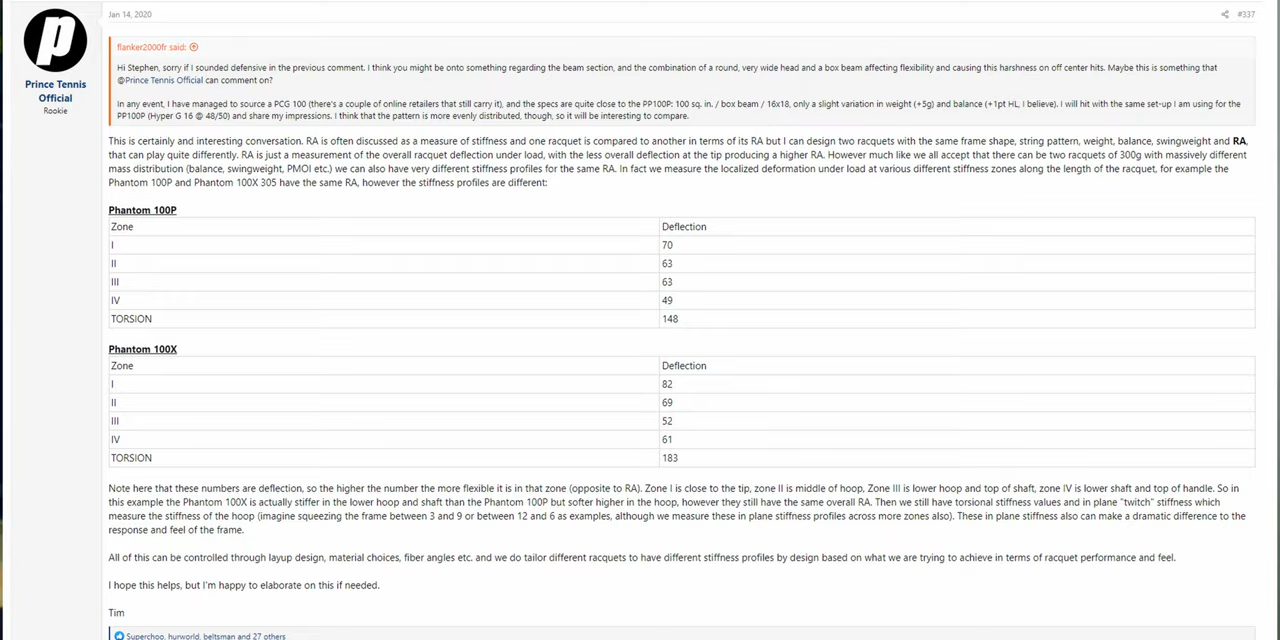 Jan 14, 2020
#337
p
Prince Tennis
Official
Rookie
flanker2000fr said:
Hi Stephen, sorry if I sounded defensive in the previous comment. I think you might be onto something regarding the beam section, and the combination of a round, very wide head and a box beam affecting flexibility and causing this harshness on off center hits. Maybe this is something that
@Prince Tennis Official can comment on?
In any event, I have managed to source a PCG 100 (there's a couple of online retailers that still carry it), and the specs are quite close to the PP100P: 100 sq. in. / box beam / 16x18, only a slight variation in weight (+5g) and balance (+1pt HL, I believe). I will hit with the same set-up I am using for the
PP100P (Hyper G 16 @ 48/50) and share my impressions. I think that the pattern is more evenly distributed, though, so it will be interesting to compare.
This is certainly and interesting conversation. RA is often discussed as a measure of stiffness and one racquet is compared to another in terms of its RA but I can design two racquets with the same frame shape, string pattern, weight, balance, swingweight and RA,
that can play quite differently. RA is just a measurement of the overall racquet deflection under load, with the less overall deflection at the tip producing a higher RA. However much like we all accept that there can be two racquets of 300g with massively different
mass distribution (balance, swingweight, PMOI etc.) we can also have very different stiffness profiles for the same RA. In fact we measure the localized deformation under load at various different stiffness zones along the length of the racquet, for example the
Phantom 100P and Phantom 100X 305 have the same RA, however the stiffness profiles are different:
Phantom 100P
Zone Deflection
I 70
II 63
III 63
IV 49
TORSION 148
Phantom 100X
Zone Deflection
I 82
II 69
III 52
IV 61
TORSION 183
Note here that these numbers are deflection, so the higher the number the more flexible it is in that zone (opposite to RA). Zone I is close to the tip, zone II is middle of hoop, Zone III is lower hoop and top of shaft, zone IV is lower shaft and top of handle. So in
this example the Phantom 100X is actually stiffer in the lower hoop and shaft than the Phantom 100P but softer higher in the hoop, however they still have the same overall RA. Then we still have torsional stiffness values and in plane "twitch" stiffness which
measure the stiffness of the hoop (imagine squeezing the frame between 3 and 9 or between 12 and 6 as examples, although we measure these in plane stiffness profiles across more zones also). These in plane stiffness also can make a dramatic difference to the
response and feel of the frame.
All of this can be controlled through layup design, material choices, fiber angles etc. and we do tailor different racquets to have different stiffness profiles by design based on what we are trying to achieve in terms of racquet performance and feel.
I hope this helps, but I'm happy to elaborate on this if needed.
Tim
Superchoo, hurworld, beltsman and 27 others